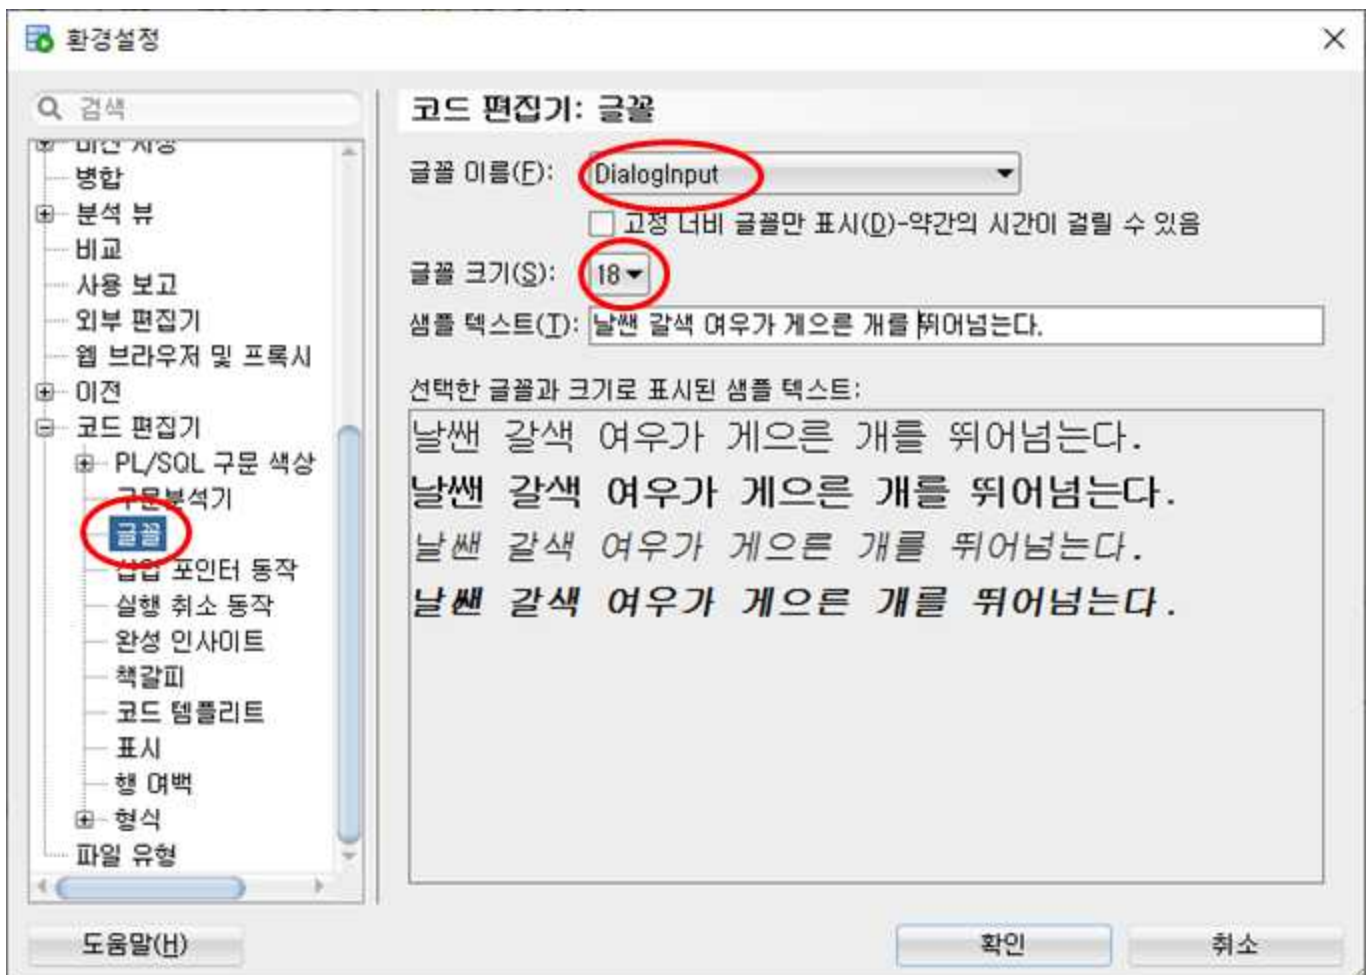 환경설정
검색
병합
분석 뷰
비교
사용 보고
외부 편집기
웹 브라우저 및 프록시
이전
코드 편집기
PL/SQL 구문 색상
구문분석기
글꼴
삽입 포인터 동작
실행 취소 동작
완성 인사이트
책갈피
코드 템플리트
표시
행 여백
형식
파일 유형
코드 편집기: 글꼴
글꼴 이름(F): DialogInput
고정 너비 글꼴만 표시(D)-약간의 시간이 걸릴 수 있음
글꼴 크기(S): 18
샘플 텍스트(T): 날쌘 갈색 여우가 게으른 개를 뛰어넘는다.
선택한 글꼴과 크기로 표시된 샘플 텍스트:
날쌘 갈색 여우가 게으른 개를 뛰어넘는다.
날쌘 갈색 여우가 게으른 개를 뛰어넘는다.
날쌘 갈색 여우가 게으른 개를 뛰어넘는다.
날쌘 갈색 여우가 게으른 개를 뛰어넘는다.
도움말(H) 확인 취소